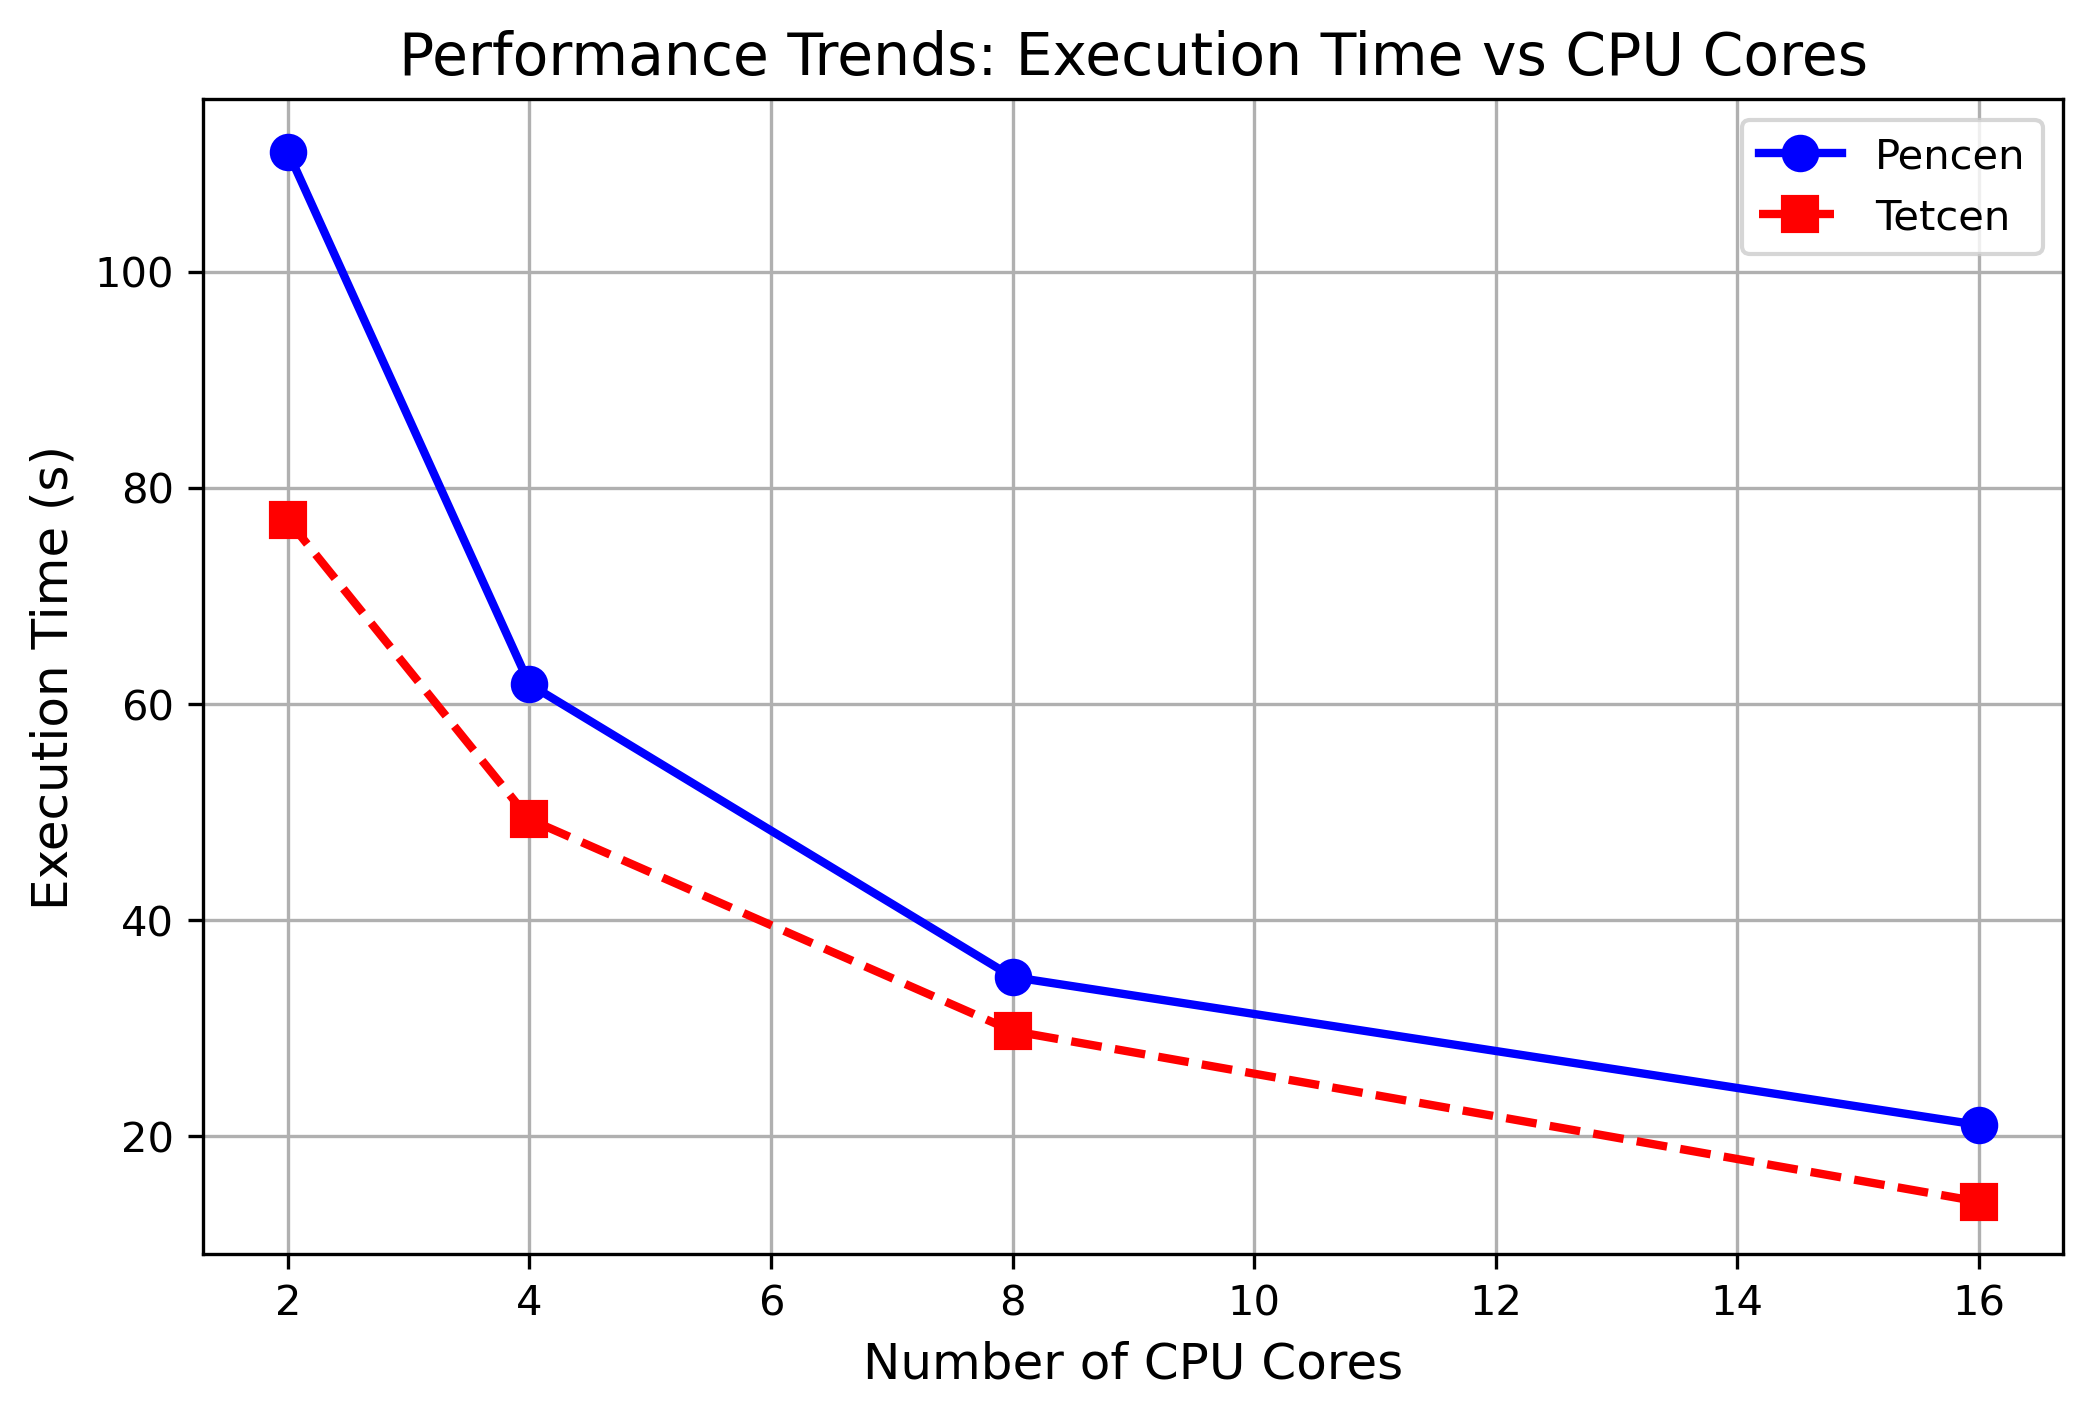 Performance Trends: Execution Time vs CPU Cores
Pencen
Tetcen
Execution Time (s)
100
80
60
40
20
2 4 6 8 10 12 14 16
Number of CPU Cores